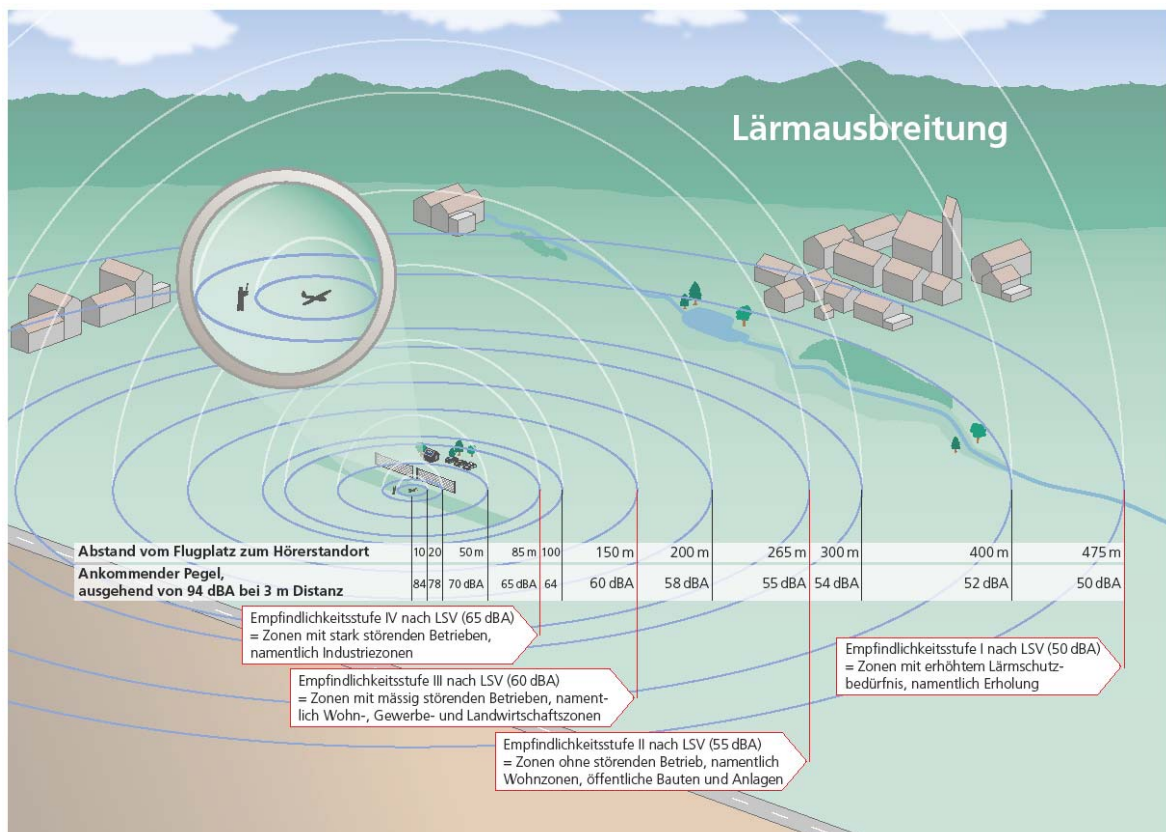 Lärmausbreitung
Abstand vom Flugplatz zum Hörerstandort 10 20 50 m 85 m 100 150 m 200 m 265 m 300 m 400 m 475 m
Ankommender Pegel,
ausgehend von 94 dBA bei 3 m Distanz 84 78 70 dBA 65 dBA 64 60 dBA 58 dBA 55 dBA 54 dBA 52 dBA 50 dBA
Empfindlichkeitsstufe IV nach LSV (65 dBA)
= Zonen mit stark störenden Betrieben,
namentlich Industriezonen
Empfindlichkeitsstufe III nach LSV (60 dBA)
= Zonen mit mässig störenden Betrieben, nament-
lich Wohn-, Gewerbe- und Landwirtschaftszonen
Empfindlichkeitsstufe II nach LSV (55 dBA)
= Zonen ohne störenden Betrieb, namentlich
Wohnzonen, öffentliche Bauten und Anlagen
Empfindlichkeitsstufe I nach LSV (50 dBA)
= Zonen mit erhöhtem Lärmschutz-
bedürfnis, namentlich Erholung